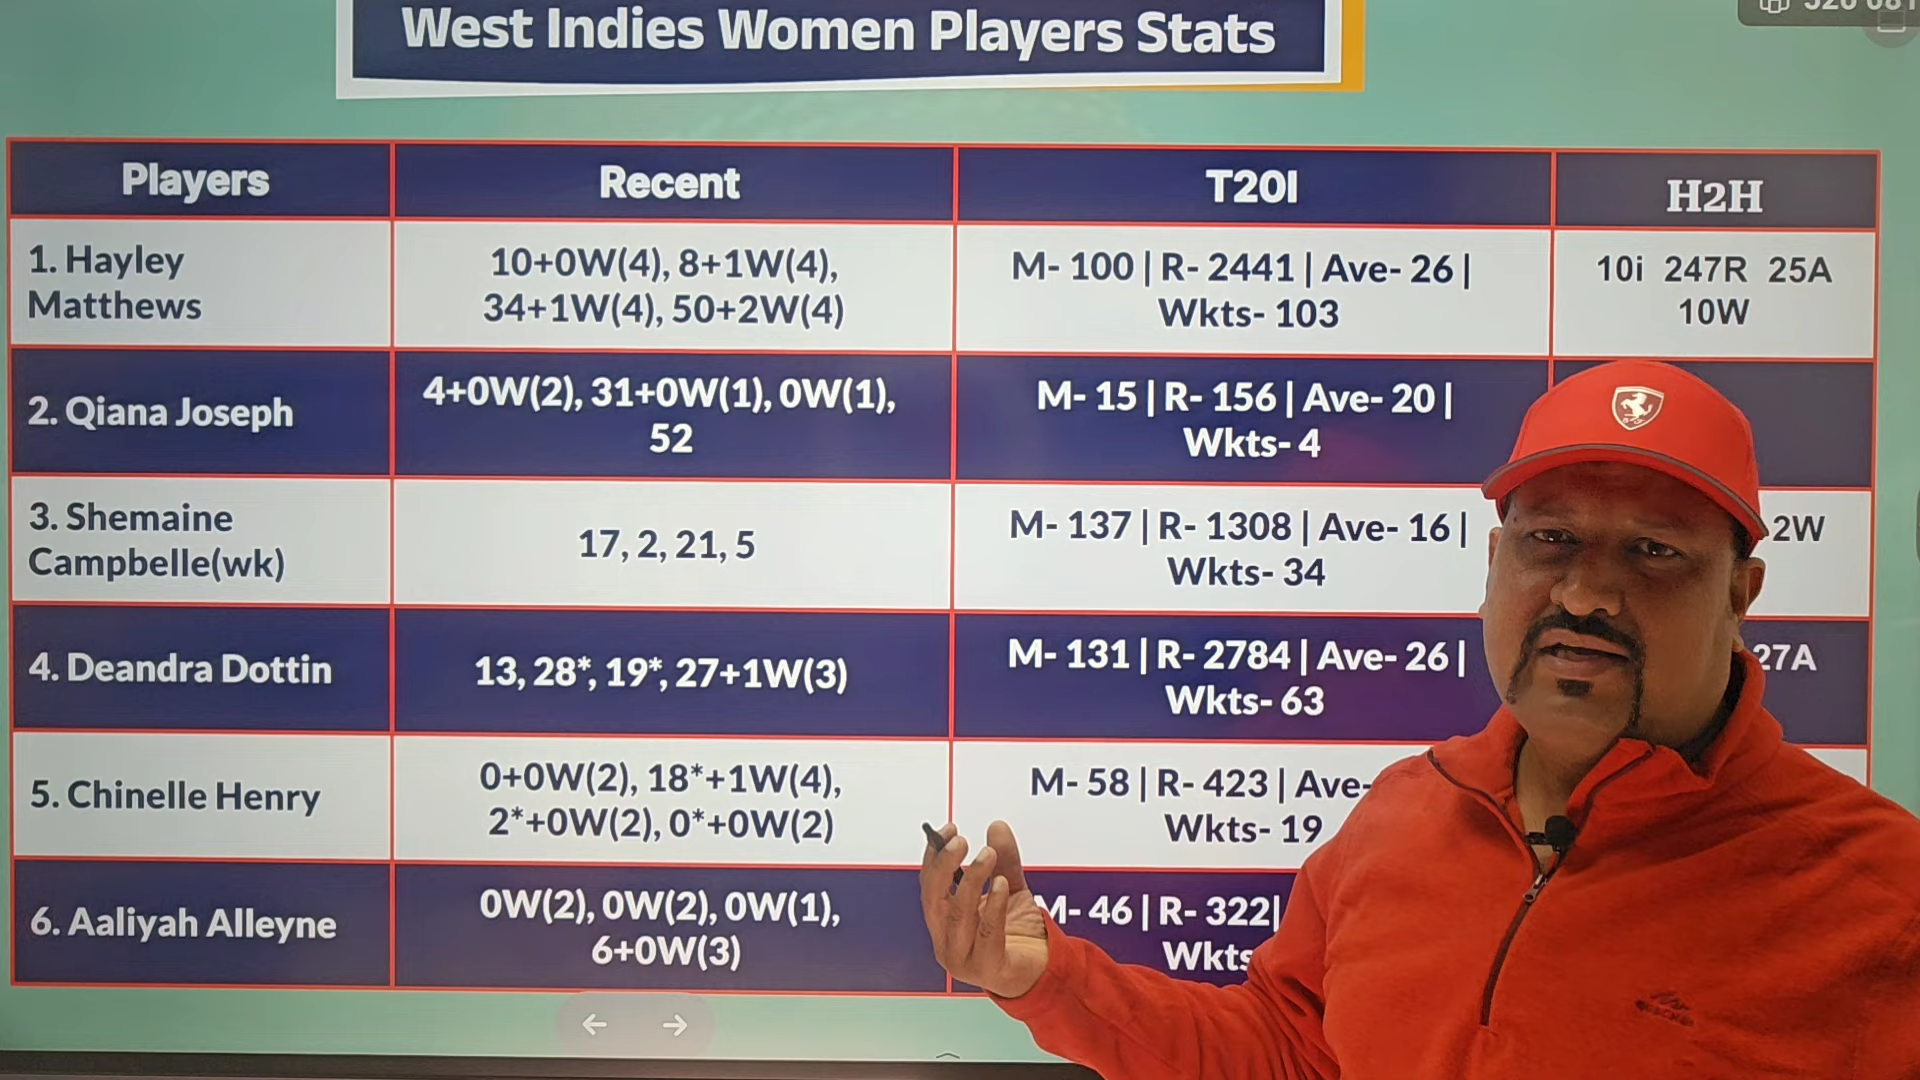 West Indies Women Players Stats
Players
Recent
T20I
H2H
1. Hayley
Matthews
10+0W(4), 8+1W(4),
34+1W(4), 50+2W(4)
M- 100 | R- 2441 | Ave- 26 |
Wkts- 103
10i 247R 25A
10W
2. Qiana Joseph
4+0W(2), 31+0W(1), 0W(1),
52
M- 15 | R- 156 | Ave- 20 |
Wkts- 4
3. Shemaine
Campbelle(wk)
17, 2, 21, 5
M- 137 | R- 1308 | Ave- 16 |
Wkts- 34
2W
4. Deandra Dottin
13, 28*, 19*, 27+1W(3)
M- 131 | R- 2784 | Ave- 26 |
Wkts- 63
27A
5. Chinelle Henry
0+0W(2), 18*+1W(4),
2*+0W(2), 0*+0W(2)
M- 58 | R- 423 | Ave-
Wkts- 19
6. Aaliyah Alleyne
0W(2), 0W(2), 0W(1),
6+0W(3)
M- 46 | R- 322|
Wkts